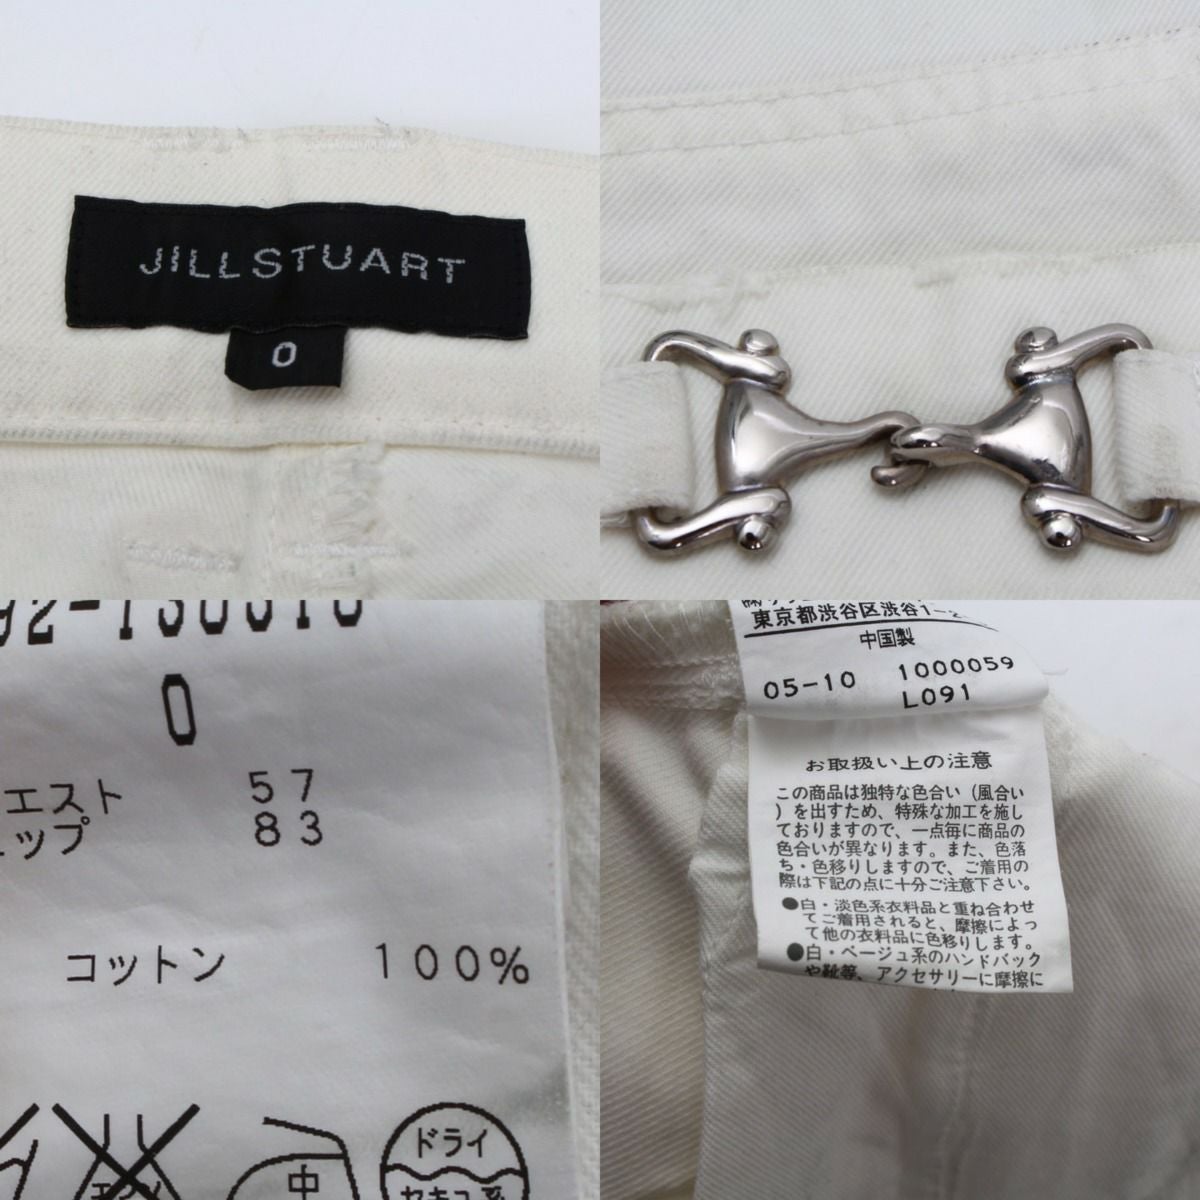 JILLSTUART
0
0
エスト 57
ップ 83
コットン 100%
中
ドライ
セキユ系
東京都渋谷区渋谷1-2
中国製
05-10 1000059
L091
お取扱い上の注意
この商品は独特な色合い(風合い
)を出すため、特殊な加工を施し
ておりますので、一点毎に商品の
色合いが異なります。また、色落
ち・色移りしますので、ご着用の
際は下記の点に十分ご注意下さい。
●白・淡色系衣料品と重ね合わせ
てご着用されると、摩擦によっ
て他の衣料品に色移りします。
●白・ベージュ系のハンドバック
や靴等、アクセサリーに摩擦に